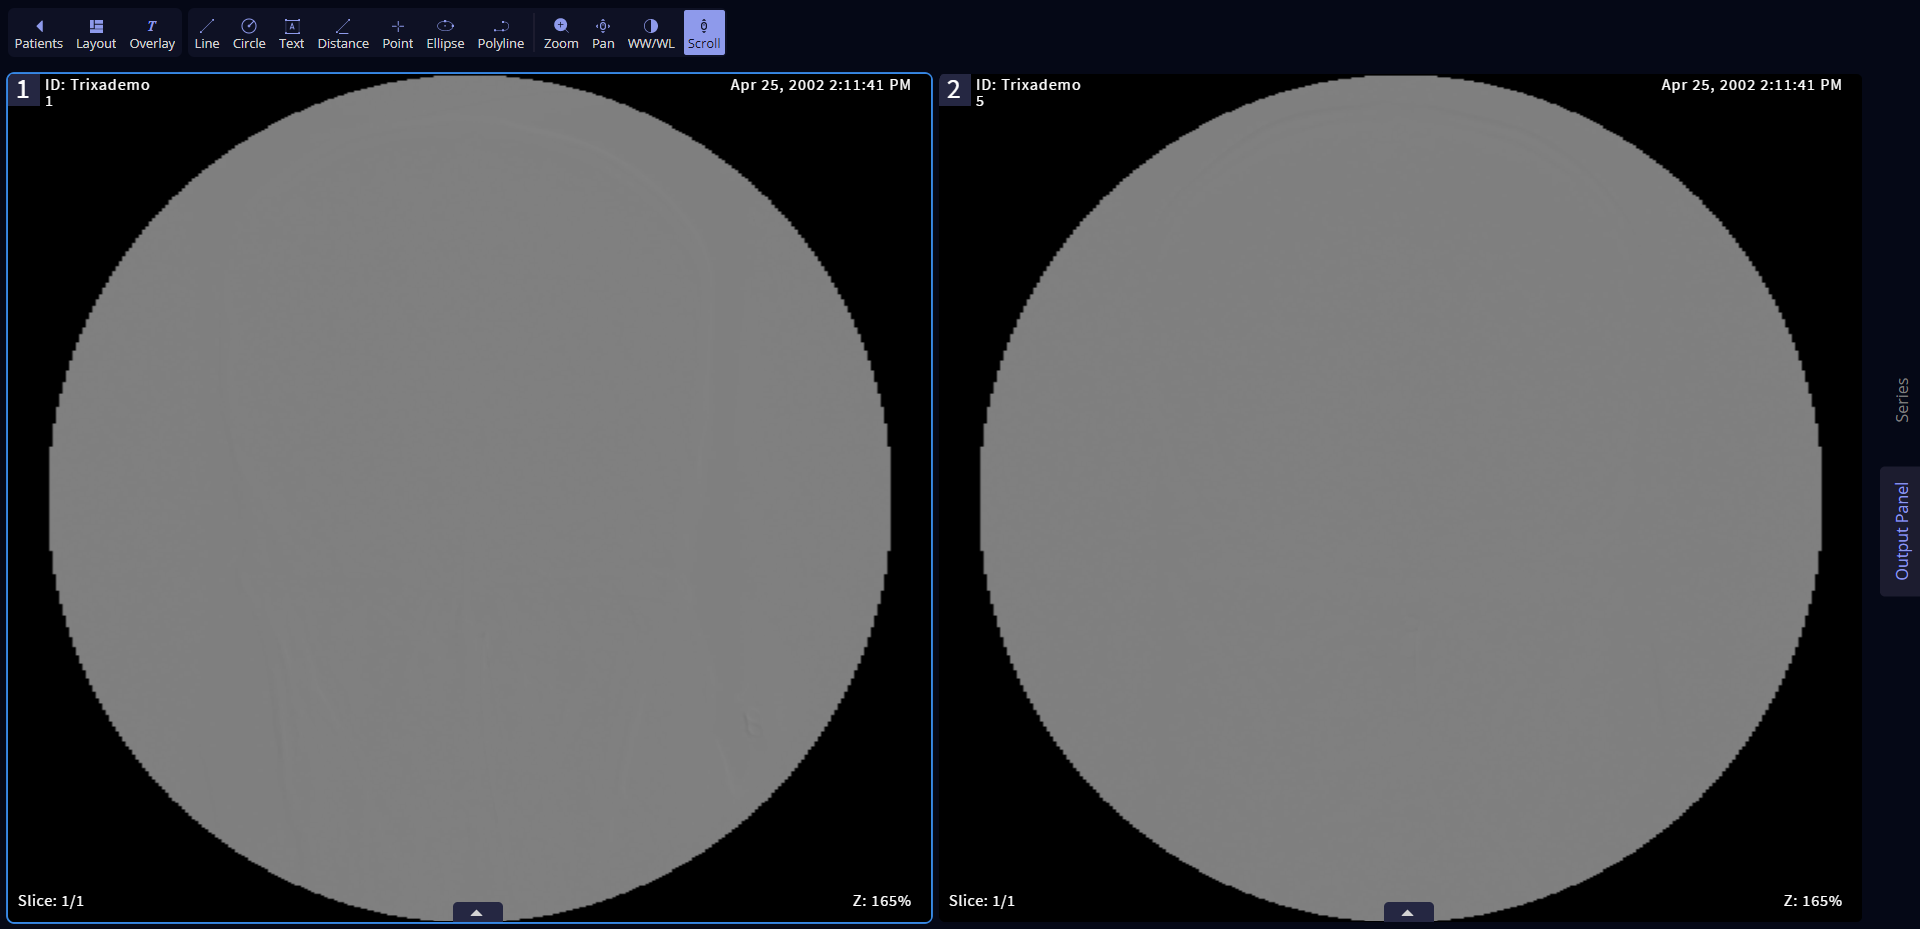 Patients
Layout
Overlay
Line
Circle
Text
Distance
Point
Ellipse
Polyline
Zoom
Pan
WW/WL
Scroll
1
ID: Trixademo
1
Apr 25, 2002 2:11:41 PM
Slice: 1/1
Z: 165%
2
ID: Trixademo
5
Apr 25, 2002 2:11:41 PM
Slice: 1/1
Z: 165%
Series
Output Panel